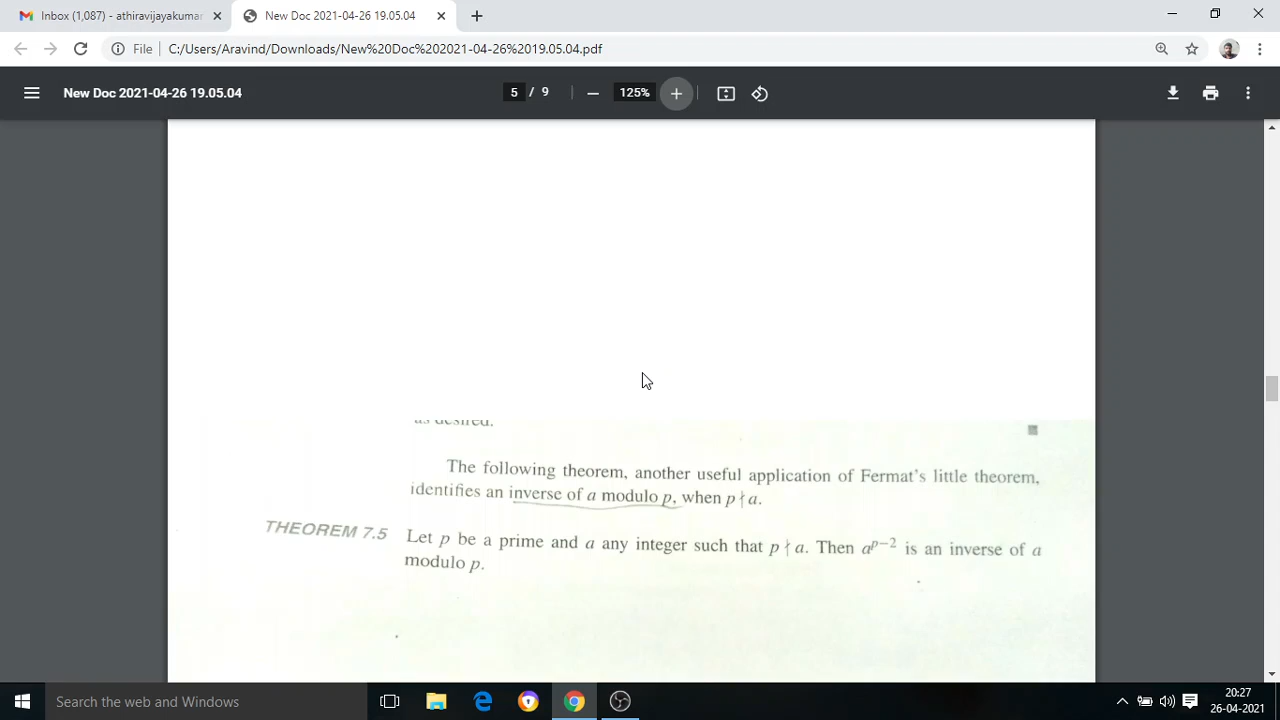 Inbox (1,087) - athiravijayakumar
New Doc 2021-04-26 19.05.04
File
C:/Users/Aravind/Downloads/New%20Doc%202021-04-26%2019.05.04.pdf
New Doc 2021-04-26 19.05.04
5 / 9
125%
as desired.
The following theorem, another useful application of Fermat's little theorem,
identifies an inverse of a modulo p, when p ∤ a.
THEOREM 7.5 Let p be a prime and a any integer such that p ∤ a. Then a^{p−2} is an inverse of a
modulo p.
Search the web and Windows
20:27
26-04-2021